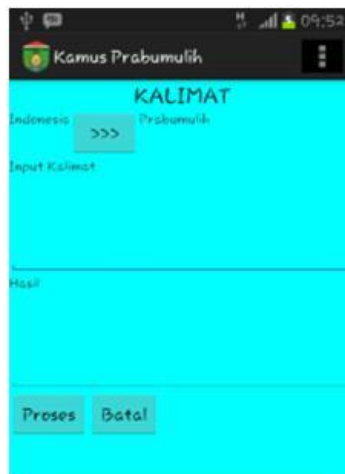 H 09:52
Kamus Prabumulih
KALIMAT
Indonesia >>> Prabumulih
Input Kalimat
Hasil
Proses Batal